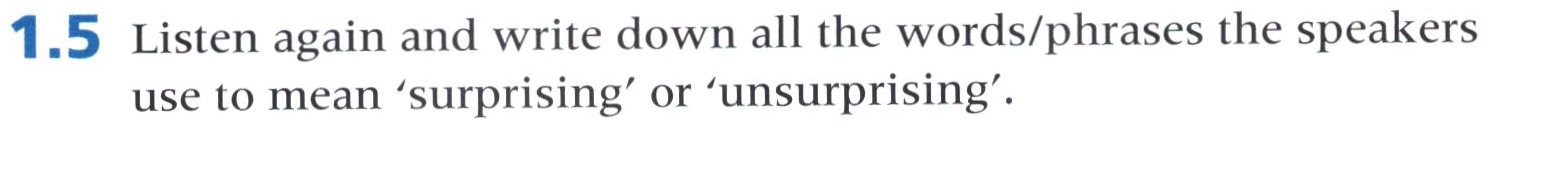 1.5 Listen again and write down all the words/phrases the speakers
use to mean ‘surprising’ or ‘unsurprising’.